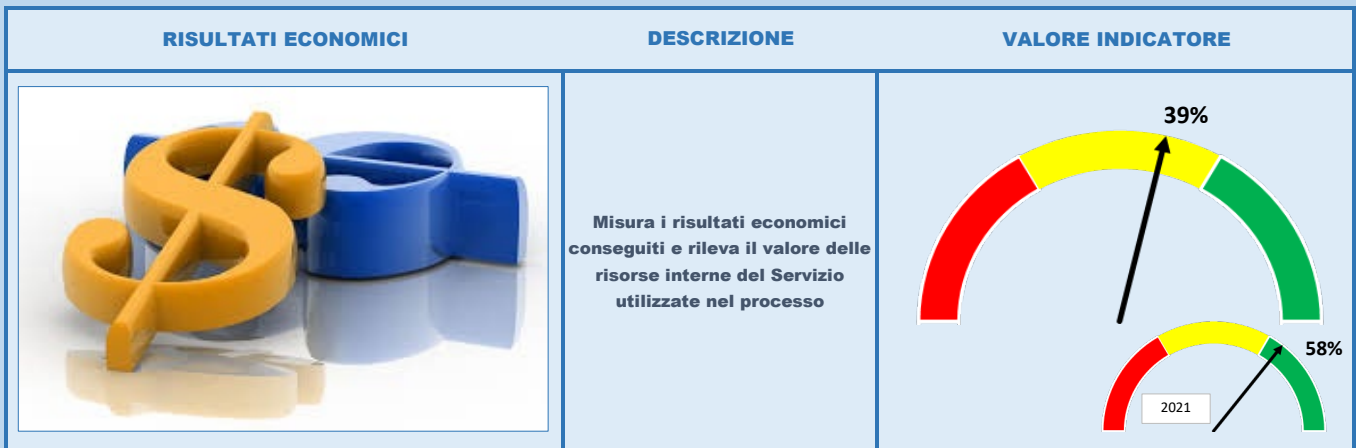 RISULTATI ECONOMICI
DESCRIZIONE
VALORE INDICATORE
Misura i risultati economici
conseguiti e rileva il valore delle
risorse interne del Servizio
utilizzate nel processo
39%
58%
2021